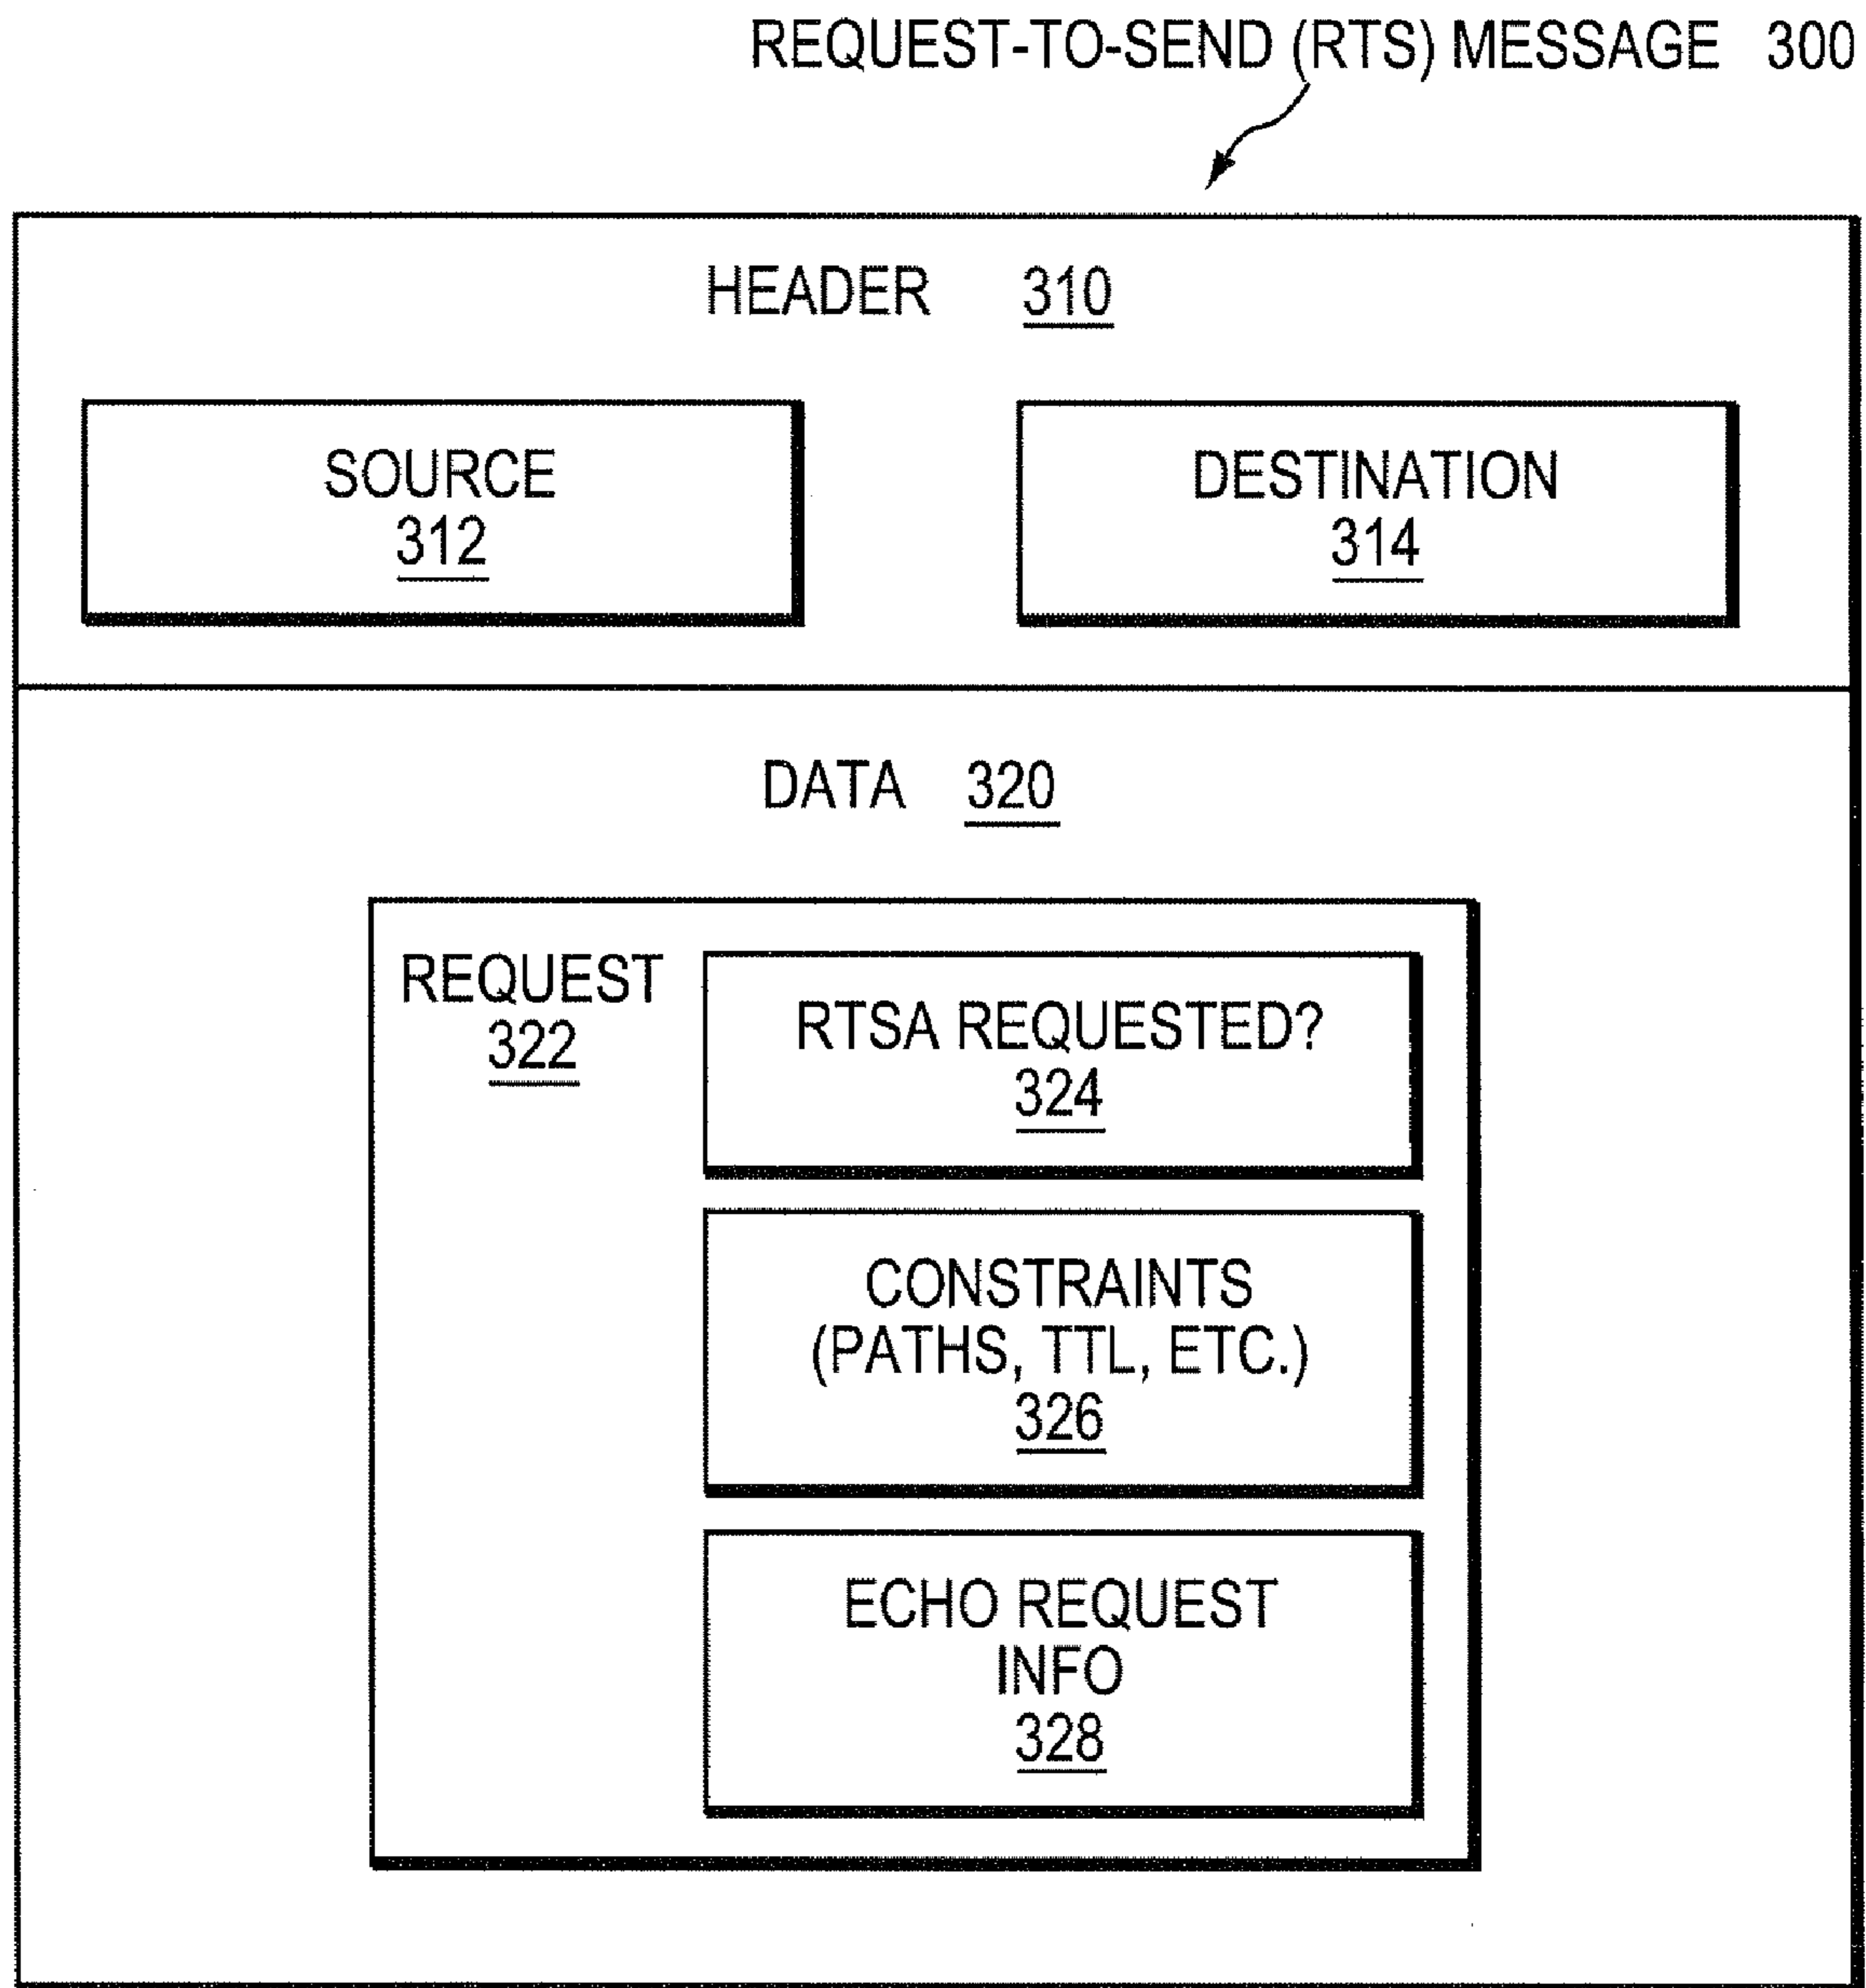 REQUEST-TO-SEND (RTS) MESSAGE 300
HEADER 310
SOURCE
312
DESTINATION
314
DATA 320
REQUEST
322
RTSA REQUESTED?
324
CONSTRAINTS
(PATHS, TTL, ETC.)
326
ECHO REQUEST
INFO
328